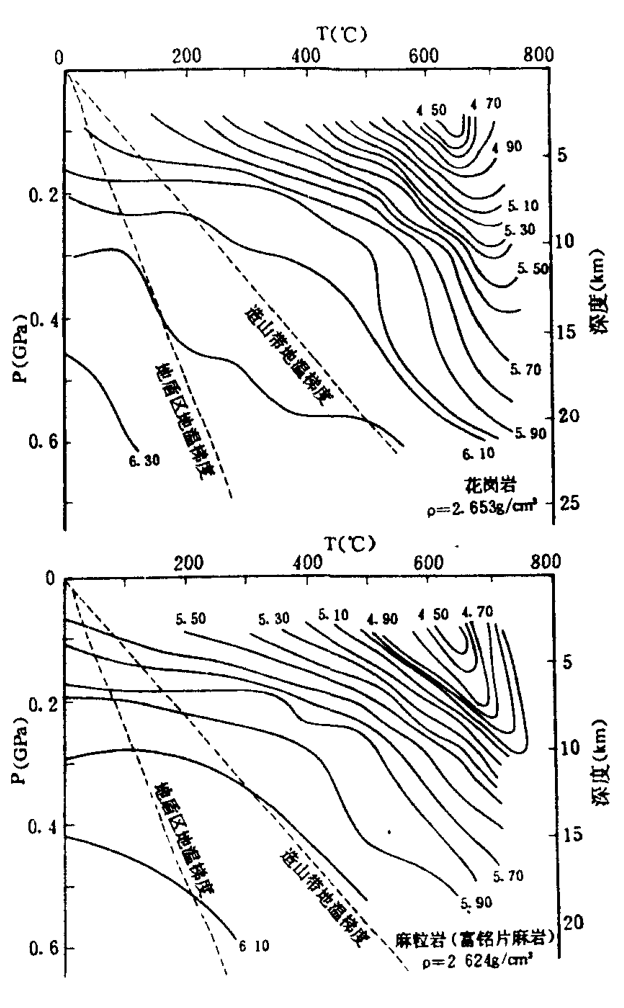 T(℃)
0 200 400 600 800
4 50 4 70
4 90
5
5.10
0.2
5.30
10
5.50
深度(km)
P(GPa)
0.4
15
造山带地温梯度
地盾区地温梯度
5.70
20
5.90
0.6
6.10
6.30
花岗岩
ρ=2.653g/cm³
25
T(℃)
0 200 400 600 800
5.50 5.30 5.10 4.90 4 50 4.70
5
0.2
10
P(GPa)
深度(km)
地盾区地温梯度
0.4
15
造山带地温梯度
5.70
5.90
20
6 10
麻粒岩(富铝片麻岩)
0.6
ρ=2 624g/cm³